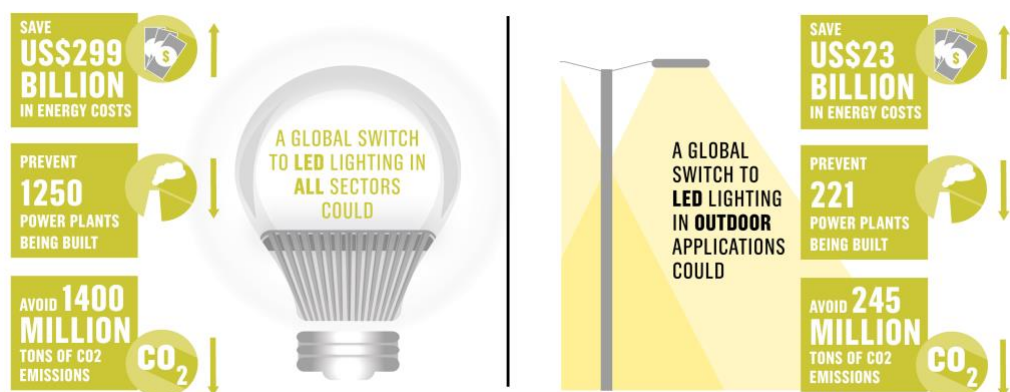 SAVE
US$299
BILLION
IN ENERGY COSTS
$
PREVENT
1250
POWER PLANTS
BEING BUILT
AVOID 1400
MILLION
TONS OF CO2
EMISSIONS
CO2
A GLOBAL SWITCH
TO LED LIGHTING IN
ALL SECTORS
COULD
A GLOBAL
SWITCH TO
LED LIGHTING
IN OUTDOOR
APPLICATIONS
COULD
SAVE
US$23
BILLION
IN ENERGY COSTS
$
PREVENT
221
POWER PLANTS
BEING BUILT
AVOID 245
MILLION
TONS OF CO2
EMISSIONS
CO2